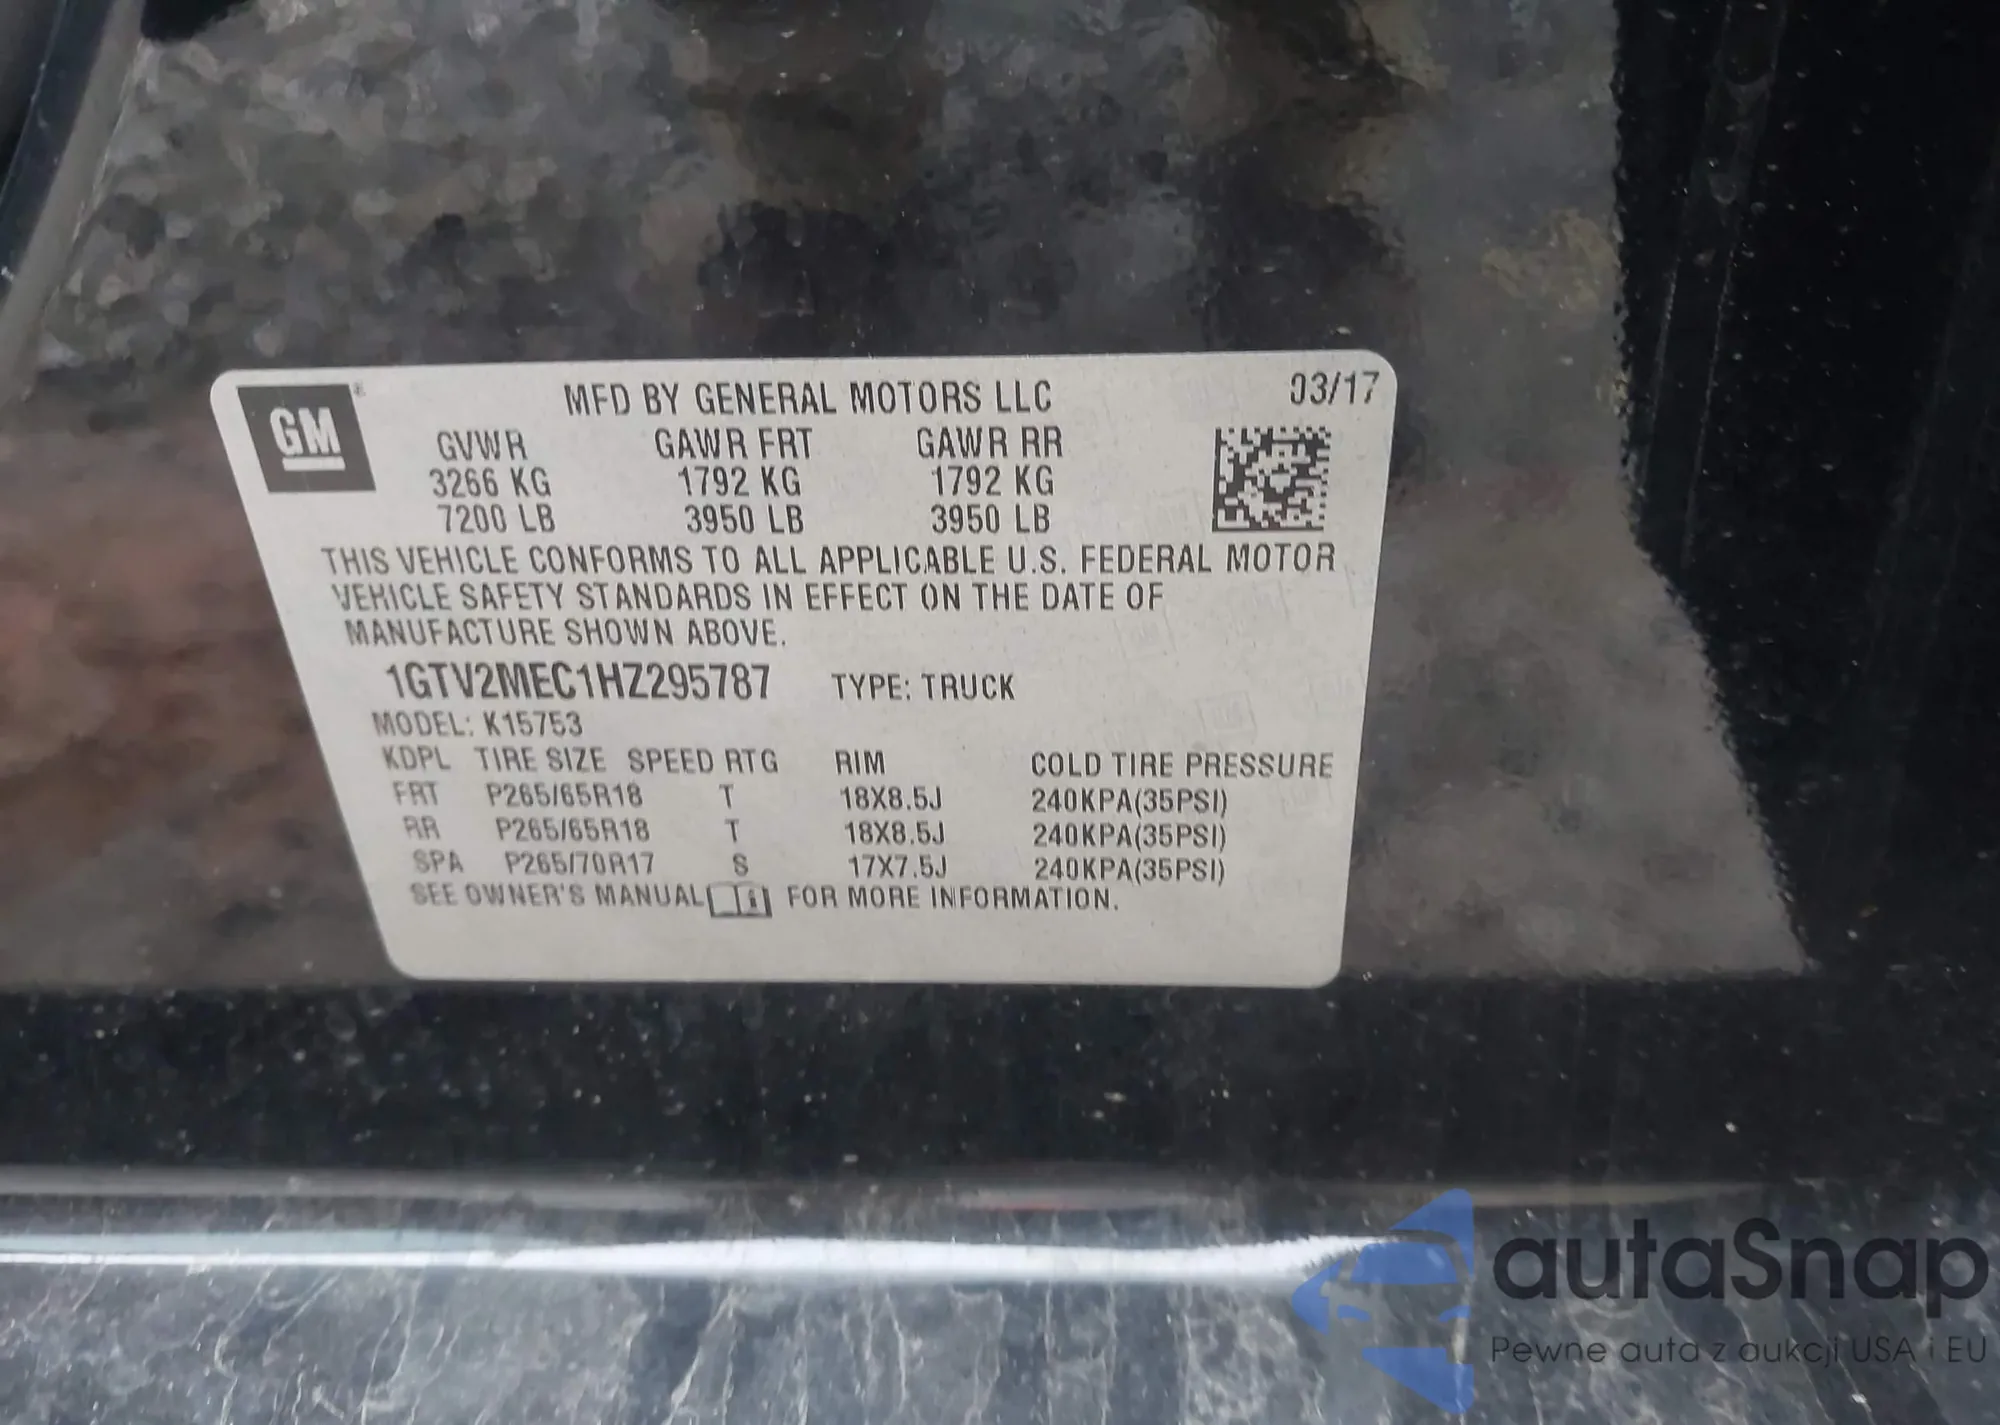 GM ® MFD BY GENERAL MOTORS LLC 03/17
GVWR GAWR FRT GAWR RR
3266 KG 1792 KG 1792 KG
7200 LB 3950 LB 3950 LB
THIS VEHICLE CONFORMS TO ALL APPLICABLE U.S. FEDERAL MOTOR
VEHICLE SAFETY STANDARDS IN EFFECT ON THE DATE OF
MANUFACTURE SHOWN ABOVE.
1GTV2MEC1HZ295787 TYPE: TRUCK
MODEL: K15753
KDPL TIRE SIZE SPEED RTG RIM COLD TIRE PRESSURE
FRT P265/65R18 T 18X8.5J 240KPA(35PSI)
RR P265/65R18 T 18X8.5J 240KPA(35PSI)
SPA P265/70R17 S 17X7.5J 240KPA(35PSI)
SEE OWNER'S MANUAL FOR MORE INFORMATION.
autaSnap
Pewne auta z aukcji USA i EU